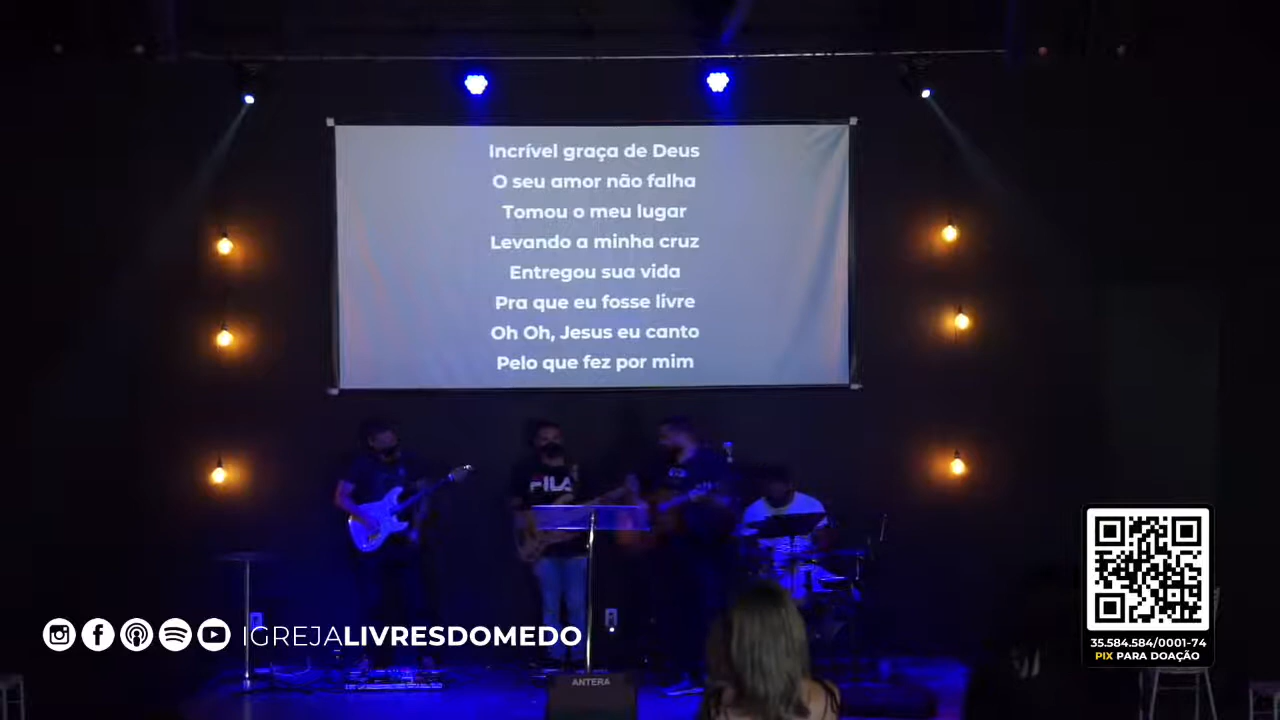 Incrível graça de Deus
O seu amor não falha
Tomou o meu lugar
Levando a minha cruz
Entregou sua vida
Pra que eu fosse livre
Oh Oh, Jesus eu canto
Pelo que fez por mim
FILA
IGREJALIVRESDOMEDO
35.584.584/0001-74
PIX PARA DOAÇÃO
ANTERA